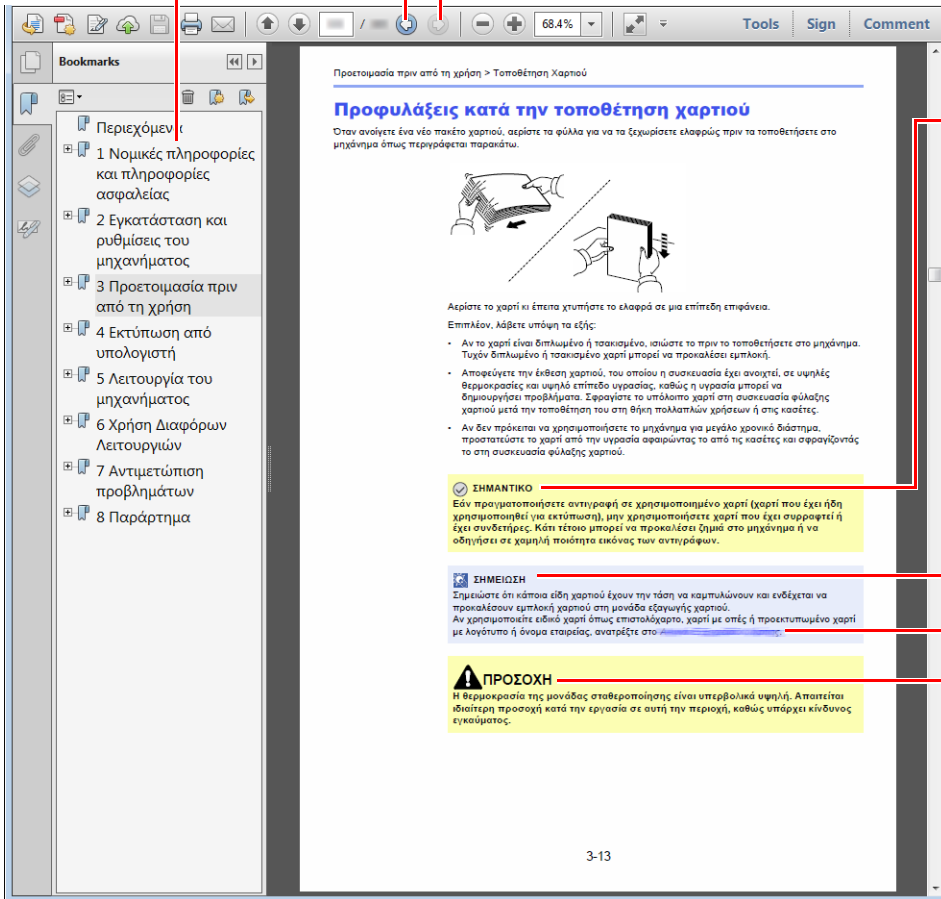 /
68.4%
Tools
Sign
Comment
Bookmarks
Περιεχόμενα
1 Νομικές πληροφορίες
και πληροφορίες
ασφαλείας
2 Εγκατάσταση και
ρυθμίσεις του
μηχανήματος
3 Προετοιμασία πριν
από τη χρήση
4 Εκτύπωση από
υπολογιστή
5 Λειτουργία του
μηχανήματος
6 Χρήση Διαφόρων
Λειτουργιών
7 Αντιμετώπιση
προβλημάτων
8 Παράρτημα
Προετοιμασία πριν από τη χρήση > Τοποθέτηση Χαρτιού
Προφυλάξεις κατά την τοποθέτηση χαρτιού
Όταν ανοίγετε ένα νέο πακέτο χαρτιού, αερίστε τα φύλλα για να τα ξεχωρίσετε ελαφρώς πριν τα τοποθετήσετε στο
μηχάνημα όπως περιγράφεται παρακάτω.
Αερίστε το χαρτί κι έπειτα χτυπήστε το ελαφρά σε μια επίπεδη επιφάνεια.
Επιπλέον, λάβετε υπόψη τα εξής:
• Αν το χαρτί είναι διπλωμένο ή τσακισμένο, ισιώστε το πριν το τοποθετήσετε στο μηχάνημα.
Τυχόν διπλωμένο ή τσακισμένο χαρτί μπορεί να προκαλέσει εμπλοκή.
• Αποφεύγετε την έκθεση χαρτιού, του οποίου η συσκευασία έχει ανοιχτεί, σε υψηλές
θερμοκρασίες και υψηλό επίπεδο υγρασίας, καθώς η υγρασία μπορεί να
δημιουργήσει προβλήματα. Σφραγίστε το υπόλοιπο χαρτί στη συσκευασία φύλαξης
χαρτιού μετά την τοποθέτηση του στη θήκη πολλαπλών χρήσεων ή στις κασέτες.
• Αν δεν πρόκειται να χρησιμοποιήσετε το μηχάνημα για μεγάλο χρονικό διάστημα,
προστατεύστε το χαρτί από την υγρασία αφαιρώντας το από τις κασέτες και σφραγίζοντάς
το στη συσκευασία φύλαξης χαρτιού.
ΣΗΜΑΝΤΙΚΟ
Εάν πραγματοποιήσετε αντιγραφή σε χρησιμοποιημένο χαρτί (χαρτί που έχει ήδη
χρησιμοποιηθεί για εκτύπωση), μην χρησιμοποιήσετε χαρτί που έχει συρραφτεί ή
έχει συνδετήρες. Κάτι τέτοιο μπορεί να προκαλέσει ζημιά στο μηχάνημα ή να
οδηγήσει σε χαμηλή ποιότητα εικόνας των αντιγράφων.
ΣΗΜΕΙΩΣΗ
Σημειώστε ότι κάποια είδη χαρτιού έχουν την τάση να καμπυλώνουν και ενδέχεται να
προκαλέσουν εμπλοκή χαρτιού στη μονάδα εξαγωγής χαρτιού.
Αν χρησιμοποιείτε ειδικό χαρτί όπως επιστολόχαρτο, χαρτί με οπές ή προεκτυπωμένο χαρτί
με λογότυπο ή όνομα εταιρείας, ανατρέξτε στο
ΠΡΟΣΟΧΗ
Η θερμοκρασία της μονάδας σταθεροποίησης είναι υπερβολικά υψηλή. Απαιτείται
ιδιαίτερη προσοχή κατά την εργασία σε αυτή την περιοχή, καθώς υπάρχει κίνδυνος
εγκαύματος.
3-13